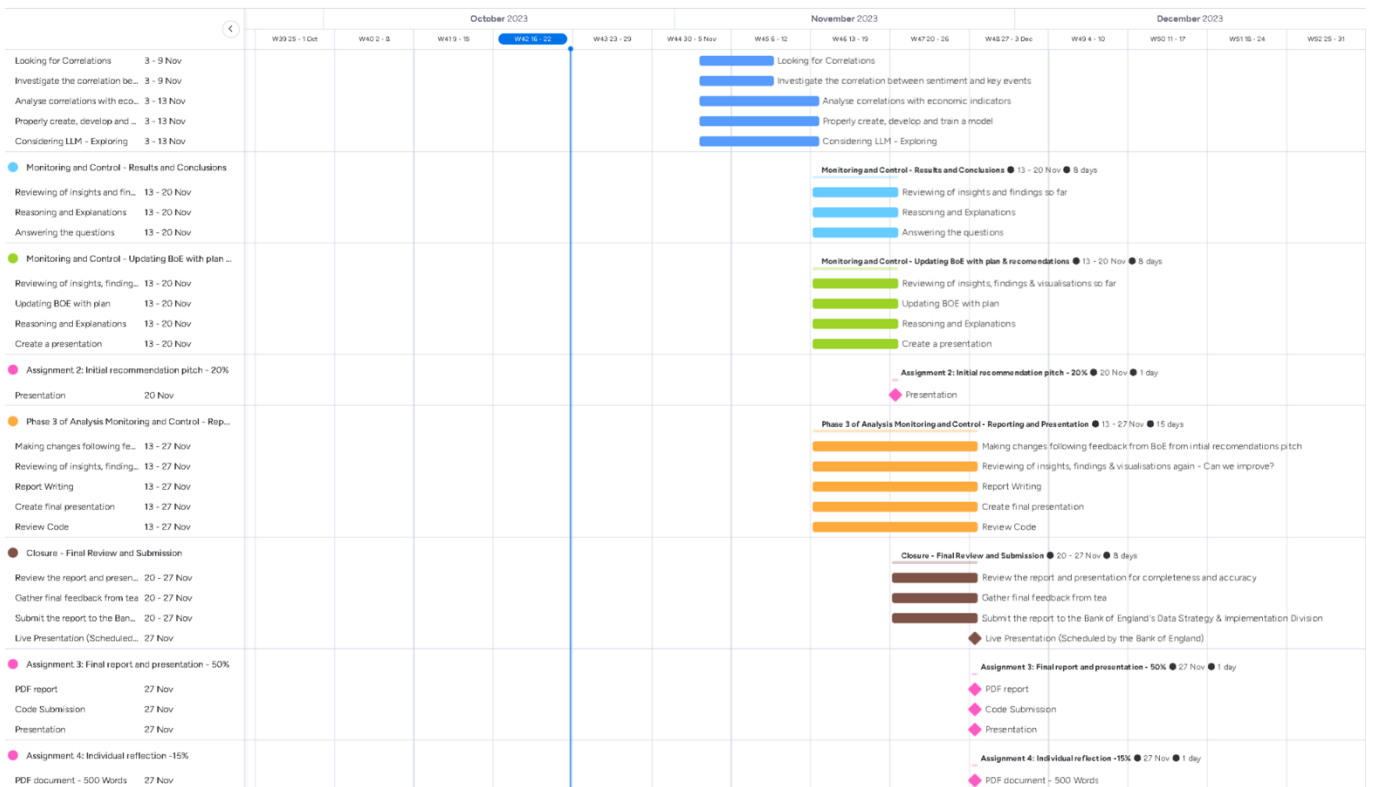 October 2023 November 2023 December 2023
W39 25 - 1 Oct W40 2 - 8 W41 9 - 15 W42 16 - 22 W43 23 - 29 W44 30 - 5 Nov W45 6 - 12 W46 13 - 19 W47 20 - 26 W48 27 - 3 Dec W49 4 - 10 W50 11 - 17 W51 18 - 24 W52 25 - 31
Looking for Correlations 3 - 9 Nov Looking for Correlations
Investigate the correlation be... 3 - 9 Nov Investigate the correlation between sentiment and key events
Analyse correlations with eco... 3 - 13 Nov Analyse correlations with economic indicators
Properly create, develop and ... 3 - 13 Nov Properly create, develop and train a model
Considering LLM - Exploring 3 - 13 Nov Considering LLM - Exploring
Monitoring and Control - Results and Conclusions Monitoring and Control - Results and Conclusions ● 13 - 20 Nov ● 8 days
Reviewing of insights and fin... 13 - 20 Nov Reviewing of insights and findings so far
Reasoning and Explanations 13 - 20 Nov Reasoning and Explanations
Answering the questions 13 - 20 Nov Answering the questions
Monitoring and Control - Updating BoE with plan ... Monitoring and Control - Updating BoE with plan & recomendations ● 13 - 20 Nov ● 8 days
Reviewing of insights, finding... 13 - 20 Nov Reviewing of insights, findings & visualisations so far
Updating BOE with plan 13 - 20 Nov Updating BOE with plan
Reasoning and Explanations 13 - 20 Nov Reasoning and Explanations
Create a presentation 13 - 20 Nov Create a presentation
Assignment 2: Initial recommendation pitch - 20% Assignment 2: Initial recommendation pitch - 20% ● 20 Nov ● 1 day
Presentation 20 Nov Presentation
Phase 3 of Analysis Monitoring and Control - Rep... Phase 3 of Analysis Monitoring and Control - Reporting and Presentation ● 13 - 27 Nov ● 15 days
Making changes following fe... 13 - 27 Nov Making changes following feedback from BoE from intial recomendations pitch
Reviewing of insights, finding... 13 - 27 Nov Reviewing of insights, findings & visualisations again - Can we improve?
Report Writing 13 - 27 Nov Report Writing
Create final presentation 13 - 27 Nov Create final presentation
Review Code 13 - 27 Nov Review Code
Closure - Final Review and Submission Closure - Final Review and Submission ● 20 - 27 Nov ● 8 days
Review the report and presen... 20 - 27 Nov Review the report and presentation for completeness and accuracy
Gather final feedback from tea 20 - 27 Nov Gather final feedback from tea
Submit the report to the Ban... 20 - 27 Nov Submit the report to the Bank of England's Data Strategy & Implementation Division
Live Presentation (Scheduled... 27 Nov Live Presentation (Scheduled by the Bank of England)
Assignment 3: Final report and presentation - 50% Assignment 3: Final report and presentation - 50% ● 27 Nov ● 1 day
PDF report 27 Nov PDF report
Code Submission 27 Nov Code Submission
Presentation 27 Nov Presentation
Assignment 4: Individual reflection -15% Assignment 4: Individual reflection -15% ● 27 Nov ● 1 day
PDF document - 500 Words 27 Nov PDF document - 500 Words